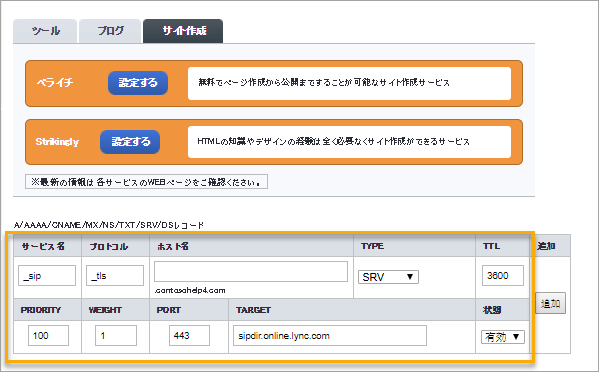 ツール ブログ サイト作成
ペライチ 設定する 無料でページ作成から公開まですることが可能なサイト作成サービス
Strikingly 設定する HTMLの知識やデザインの経験は全く必要なくサイト作成ができるサービス
※最新の情報は各サービスのWEBページをご確認ください。
A/AAAA/CNAME/MX/NS/TXT/SRV/DSレコード
サービス名 プロトコル ホスト名 TYPE TTL 追加
_sip _tls SRV 3600
.contosohelp4.com
追加
PRIORITY WEIGHT PORT TARGET 状態
100 1 443 sipdir.online.lync.com 有効